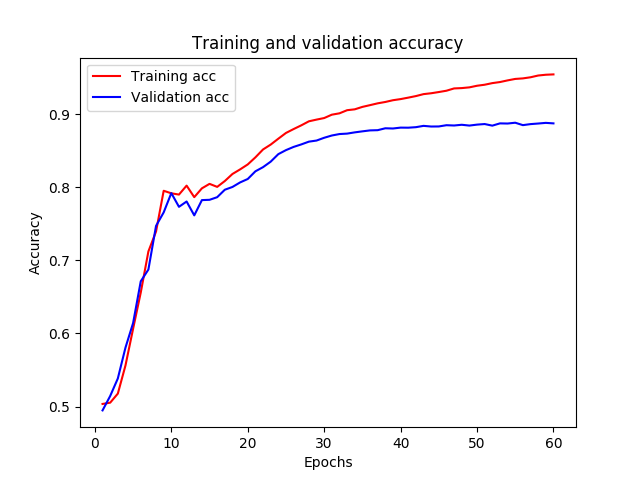 Training and validation accuracy
Training acc
Validation acc
0.9
0.8
0.7
0.6
0.5
Accuracy
0 10 20 30 40 50 60
Epochs